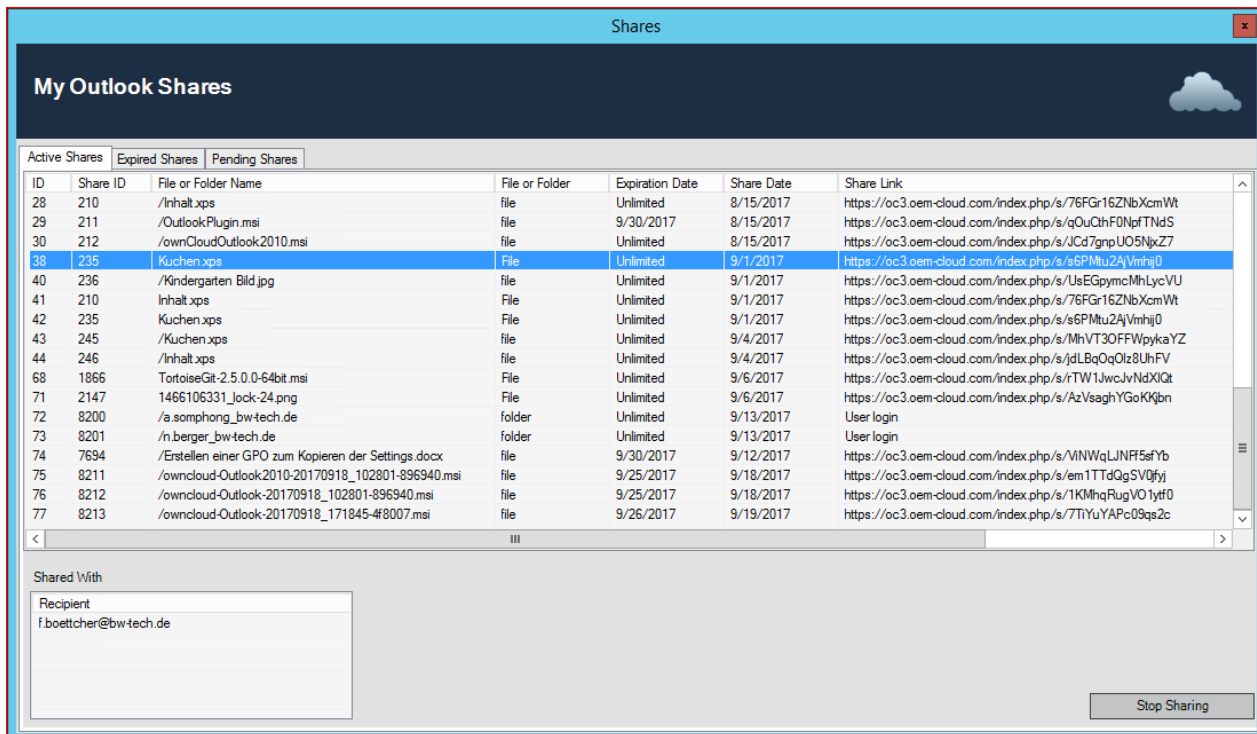 Shares
x
My Outlook Shares
Active Shares Expired Shares Pending Shares
ID Share ID File or Folder Name File or Folder Expiration Date Share Date Share Link
28 210 /Inhalt.xps file Unlimited 8/15/2017 https://oc3.oem-cloud.com/index.php/s/76FGr16ZNbXcmWt
29 211 /OutlookPlugin.msi file 9/30/2017 8/15/2017 https://oc3.oem-cloud.com/index.php/s/qOuCthF0NpfTNdS
30 212 /ownCloudOutlook2010.msi file Unlimited 8/15/2017 https://oc3.oem-cloud.com/index.php/s/JCd7gnpUO5NjxZ7
38 235 Kuchen.xps File Unlimited 9/1/2017 https://oc3.oem-cloud.com/index.php/s/s6PMtu2AjVmhij0
40 236 /Kindergarten Bild.jpg File Unlimited 9/1/2017 https://oc3.oem-cloud.com/index.php/s/UsEGpymcMhLycVU
41 210 Inhalt.xps File Unlimited 9/1/2017 https://oc3.oem-cloud.com/index.php/s/76FGr16ZNbXcmWt
42 235 Kuchen.xps File Unlimited 9/1/2017 https://oc3.oem-cloud.com/index.php/s/s6PMtu2AjVmhij0
43 245 /Kuchen.xps File Unlimited 9/4/2017 https://oc3.oem-cloud.com/index.php/s/MhVT3OFFWpykaYZ
44 246 /Inhalt.xps File Unlimited 9/4/2017 https://oc3.oem-cloud.com/index.php/s/jdLBqOqOlz8UhFV
68 1866 TortoiseGit-2.5.0.0-64bit.msi File Unlimited 9/6/2017 https://oc3.oem-cloud.com/index.php/s/rTW1JwcJvNdXlQt
71 2147 1466106331_lock-24.png File Unlimited 9/6/2017 https://oc3.oem-cloud.com/index.php/s/AzVsaghYGoKKjbn
72 8200 /a.somphong_bw-tech.de folder Unlimited 9/13/2017 User login
73 8201 /n.berger_bw-tech.de folder Unlimited 9/13/2017 User login
74 7694 /Erstellen einer GPO zum Kopieren der Settings.docx file 9/30/2017 9/12/2017 https://oc3.oem-cloud.com/index.php/s/ViNWqLJNFf5sfYb
75 8211 /owncloud-Outlook2010-20170918_102801-896940.msi file 9/25/2017 9/18/2017 https://oc3.oem-cloud.com/index.php/s/em1TTdQgSV0jfyj
76 8212 /owncloud-Outlook-20170918_102801-896940.msi file 9/25/2017 9/18/2017 https://oc3.oem-cloud.com/index.php/s/1KMhqRugVO1ytf0
77 8213 /owncloud-Outlook-20170918_171845-4f8007.msi file 9/26/2017 9/19/2017 https://oc3.oem-cloud.com/index.php/s/7TiYuYAPc09qs2c
Shared With
Recipient
f.boettcher@bw-tech.de
Stop Sharing